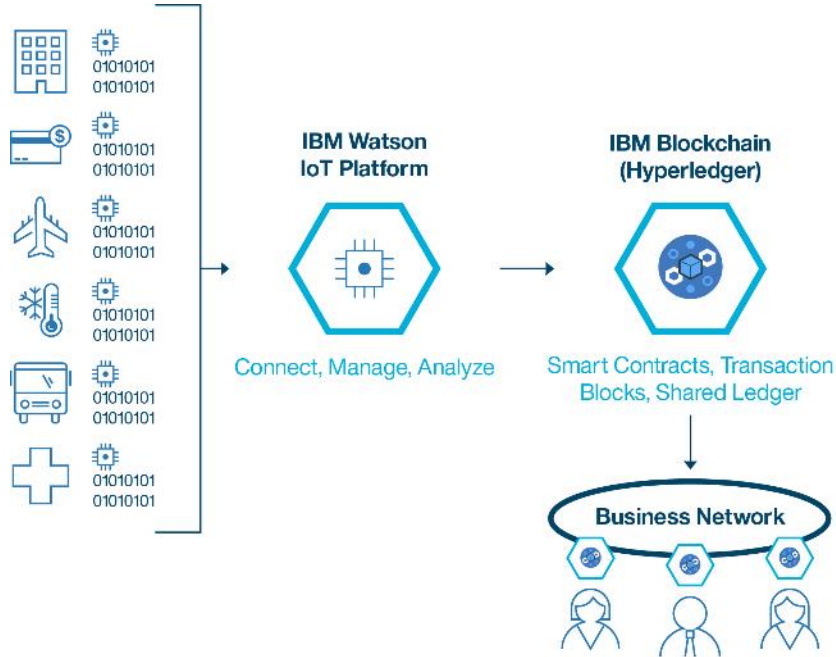 01010101
01010101
$
01010101
01010101
01010101
01010101
01010101
01010101
01010101
01010101
01010101
01010101
IBM Watson
IoT Platform
Connect, Manage, Analyze
IBM Blockchain
(Hyperledger)
Smart Contracts, Transaction
Blocks, Shared Ledger
Business Network